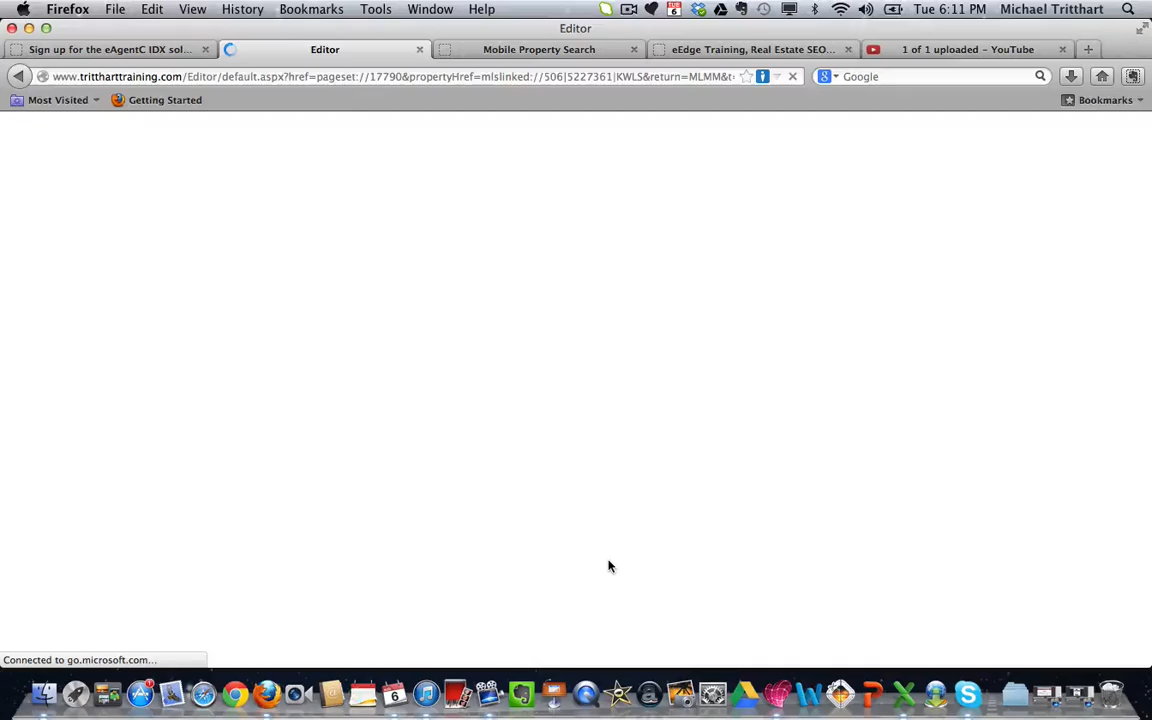 Firefox File Edit View History Bookmarks Tools Window Help TUE 6 Tue 6:11 PM Michael Tritthart
Editor
Sign up for the eAgentC IDX sol... Editor Mobile Property Search eEdge Training, Real Estate SEO... 1 of 1 uploaded – YouTube
www.trittharttraining.com/Editor/default.aspx?href=pageset://17790&propertyHref=mlslinked://506|5227361|KWLS&return=MLMM&t: Google
Most Visited Getting Started Bookmarks
Connected to go.microsoft.com...